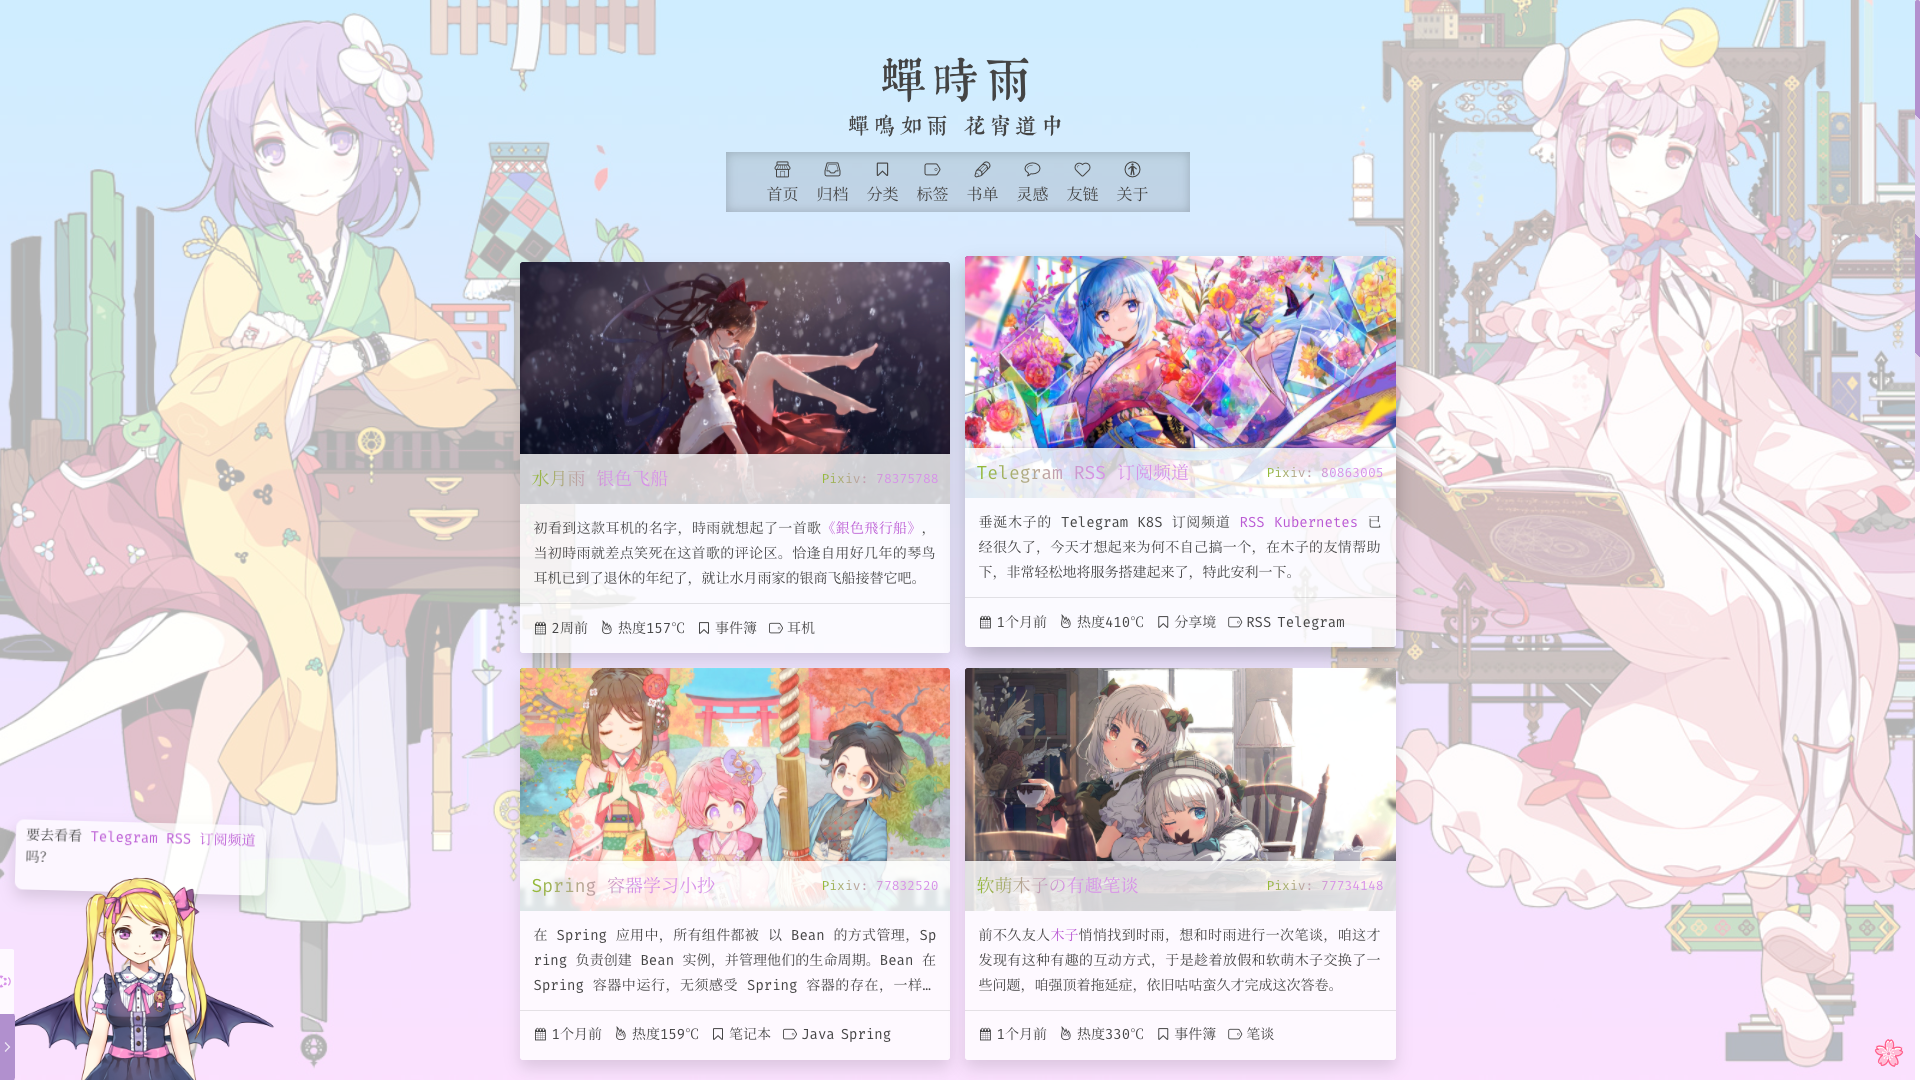 蟬時雨
蟬鳴如雨 花宵道中
首页 归档 分类 标签 书单 灵感 友链 关于
水月雨 银色飞船 Pixiv: 78375788
初看到这款耳机的名字，時雨就想起了一首歌《銀色飛行船》，
当初時雨就差点笑死在这首歌的评论区。恰逢自用好几年的琴鸟
耳机已到了退休的年纪了，就让水月雨家的银商飞船接替它吧。
2周前 热度157℃ 事件簿 耳机
Telegram RSS 订阅频道 Pixiv: 80863005
垂涎木子的 Telegram K8S 订阅频道 RSS Kubernetes 已
经很久了，今天才想起来为何不自己搞一个，在木子的友情帮助
下，非常轻松地将服务搭建起来了，特此安利一下。
1个月前 热度410℃ 分享境 RSS Telegram
Spring 容器学习小抄 Pixiv: 77832520
在 Spring 应用中，所有组件都被 以 Bean 的方式管理，Sp
ring 负责创建 Bean 实例，并管理他们的生命周期。Bean 在
Spring 容器中运行，无须感受 Spring 容器的存在，一样…
1个月前 热度159℃ 笔记本 Java Spring
软萌木子の有趣笔谈 Pixiv: 77734148
前不久友人木子悄悄找到时雨，想和时雨进行一次笔谈，咱这才
发现有这种有趣的互动方式，于是趁着放假和软萌木子交换了一
些问题，咱强顶着拖延症，依旧咕咕蛮久才完成这次答卷。
1个月前 热度330℃ 事件簿 笔谈
要去看看 Telegram RSS 订阅频道
吗？